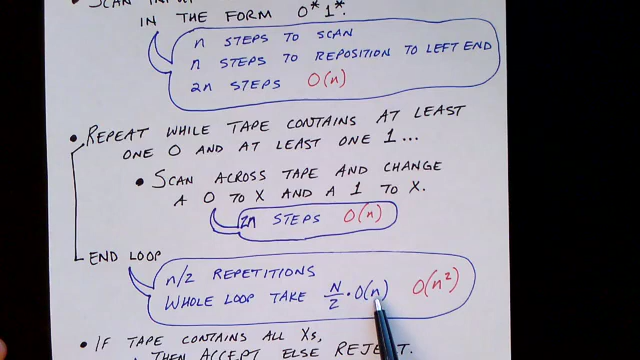 • SCAN INPUT
IN THE FORM 0*1*.
n STEPS TO SCAN
n STEPS TO REPOSITION TO LEFT END
2n STEPS O(n)
• REPEAT WHILE TAPE CONTAINS AT LEAST
ONE 0 AND AT LEAST ONE 1...
• SCAN ACROSS TAPE AND CHANGE
A 0 TO X AND A 1 TO X.
2n STEPS O(n)
END LOOP
n/2 REPETITIONS
WHOLE LOOP TAKE N/2 • O(n) O(n²)
• IF TAPE CONTAINS ALL Xs,
THEN ACCEPT ELSE REJECT.